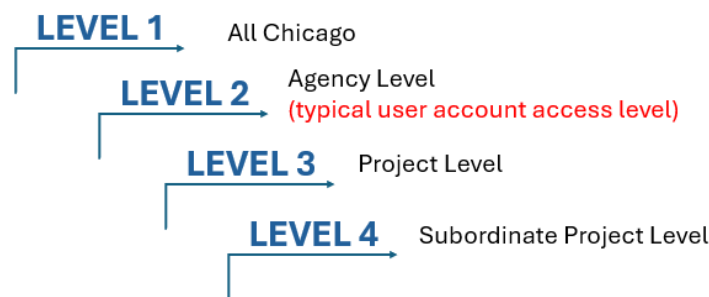 LEVEL 1 All Chicago
LEVEL 2 Agency Level
(typical user account access level)
LEVEL 3 Project Level
LEVEL 4 Subordinate Project Level